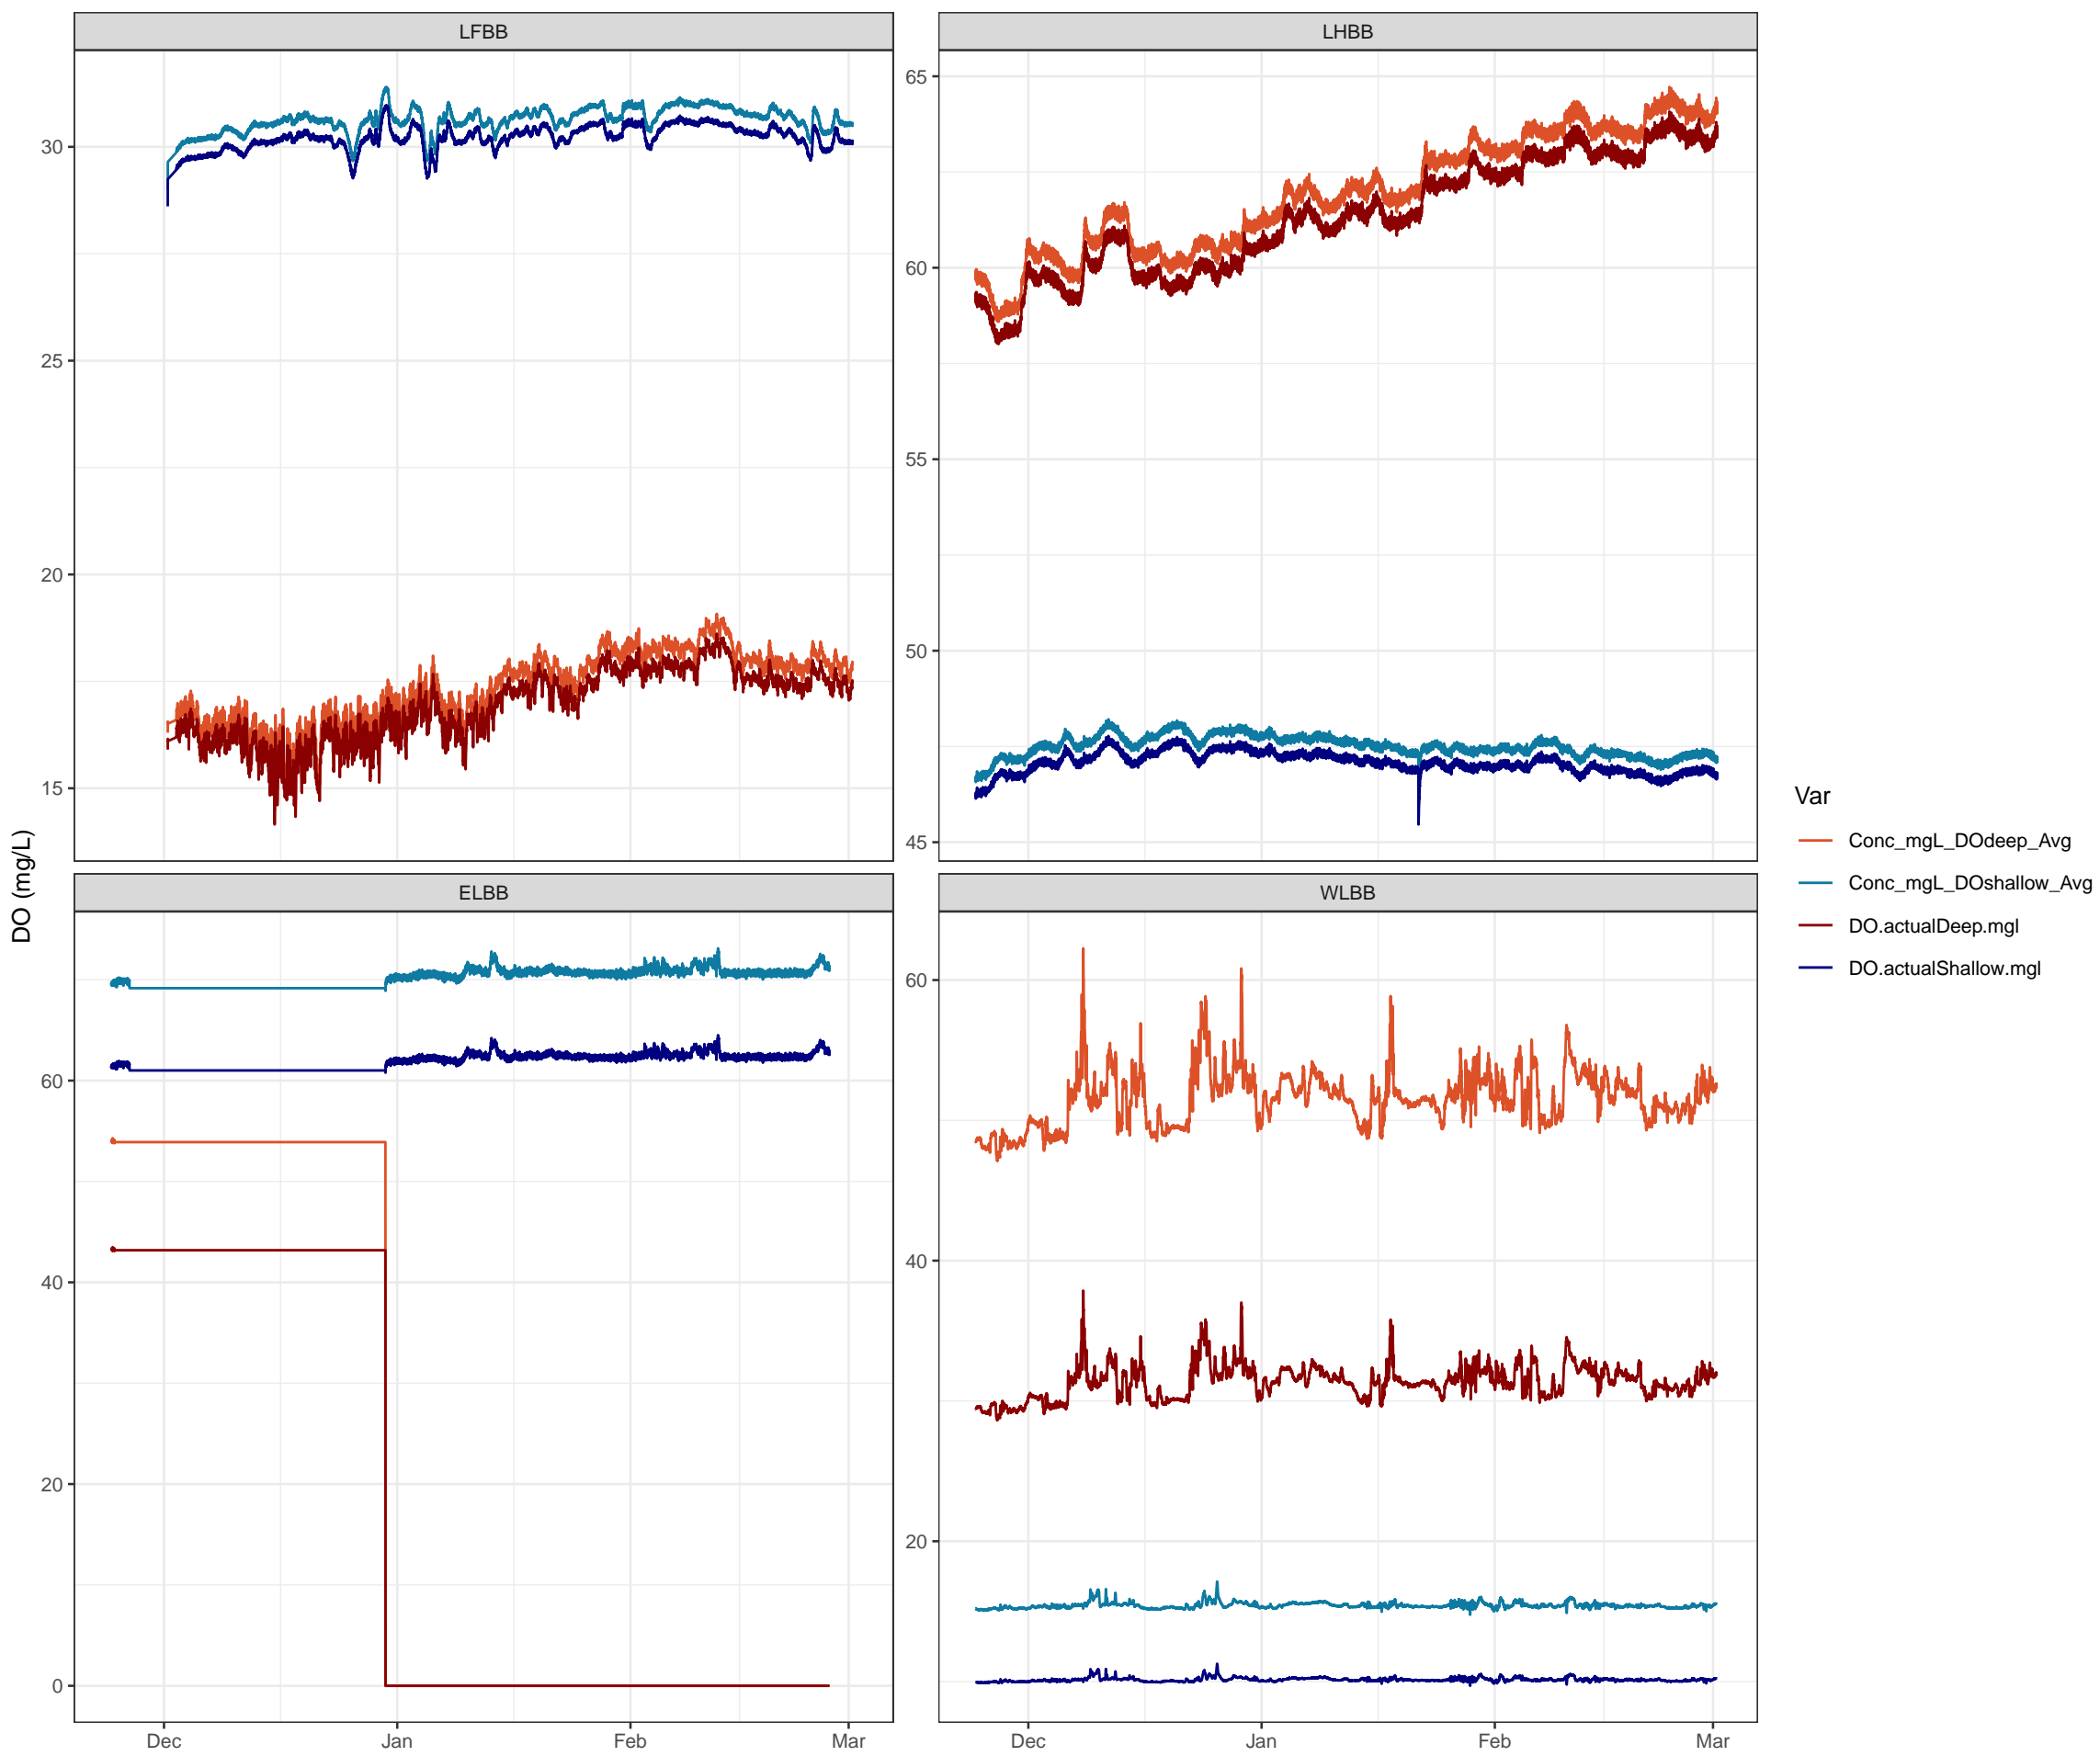 LFBB
LHBB
30
25
20
15
65
60
55
50
45
DO (mg/L)
ELBB
WLBB
60
40
20
0
60
40
20
Dec
Jan
Feb
Mar
Dec
Jan
Feb
Mar
Var
Conc_mgL_DOdeep_Avg
Conc_mgL_DOshallow_Avg
DO.actualDeep.mgl
DO.actualShallow.mgl